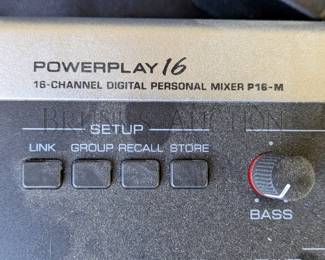 POWERPLAY 16
16-CHANNEL DIGITAL PERSONAL MIXER P16-M
SETUP
LINK GROUP RECALL STORE
BASS